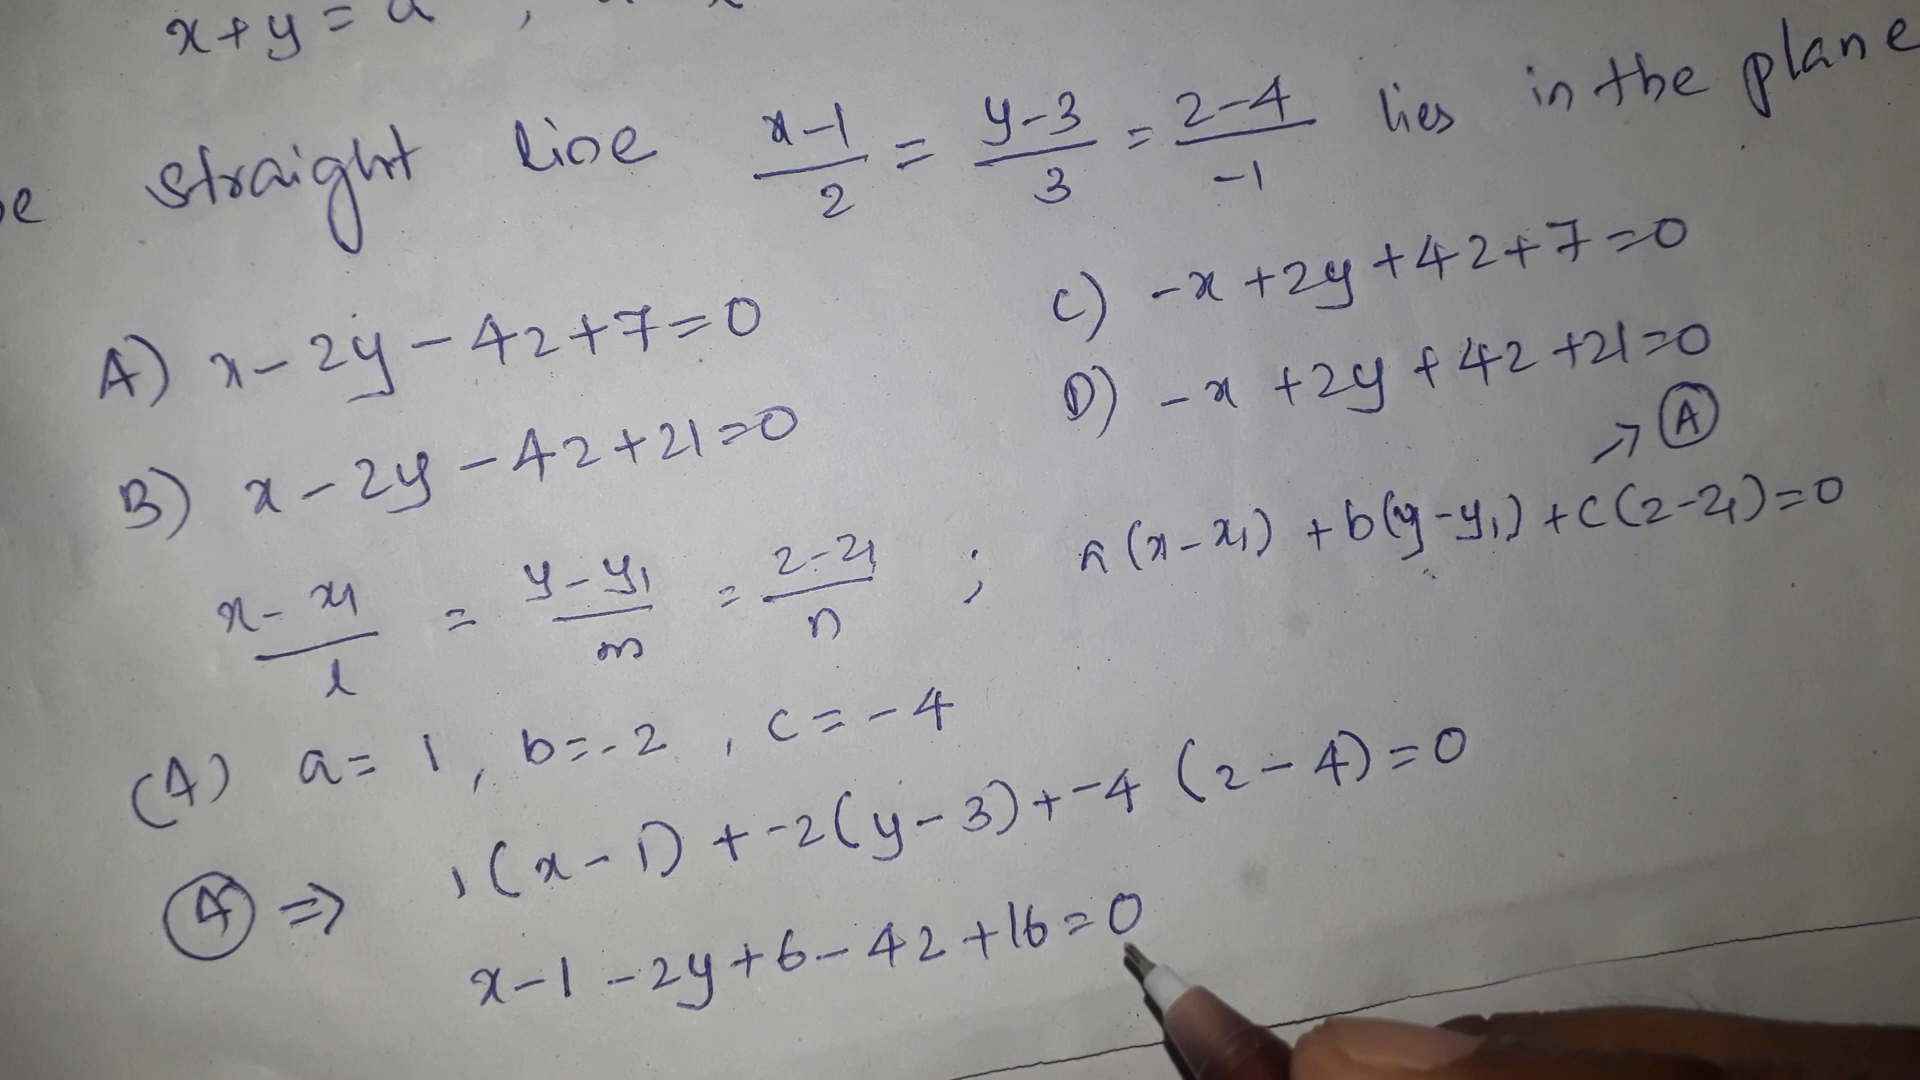 x+y=a ,
straight line x-1/2 = y-3/3 = z-4/-1 lies in the plane
A) x-2y-4z+7=0
C) -x+2y+4z+7=0
B) x-2y-4z+21=0
D) -x+2y+4z+21=0
→ (A)
x-x₁/l = y-y₁/m = z-z₁/n ; a(x-x₁)+b(y-y₁)+c(z-z₁)=0
(A) a=1, b=-2, c=-4
(A) ⇒ 1(x-1)+-2(y-3)+-4(z-4)=0
x-1-2y+6-4z+16=0